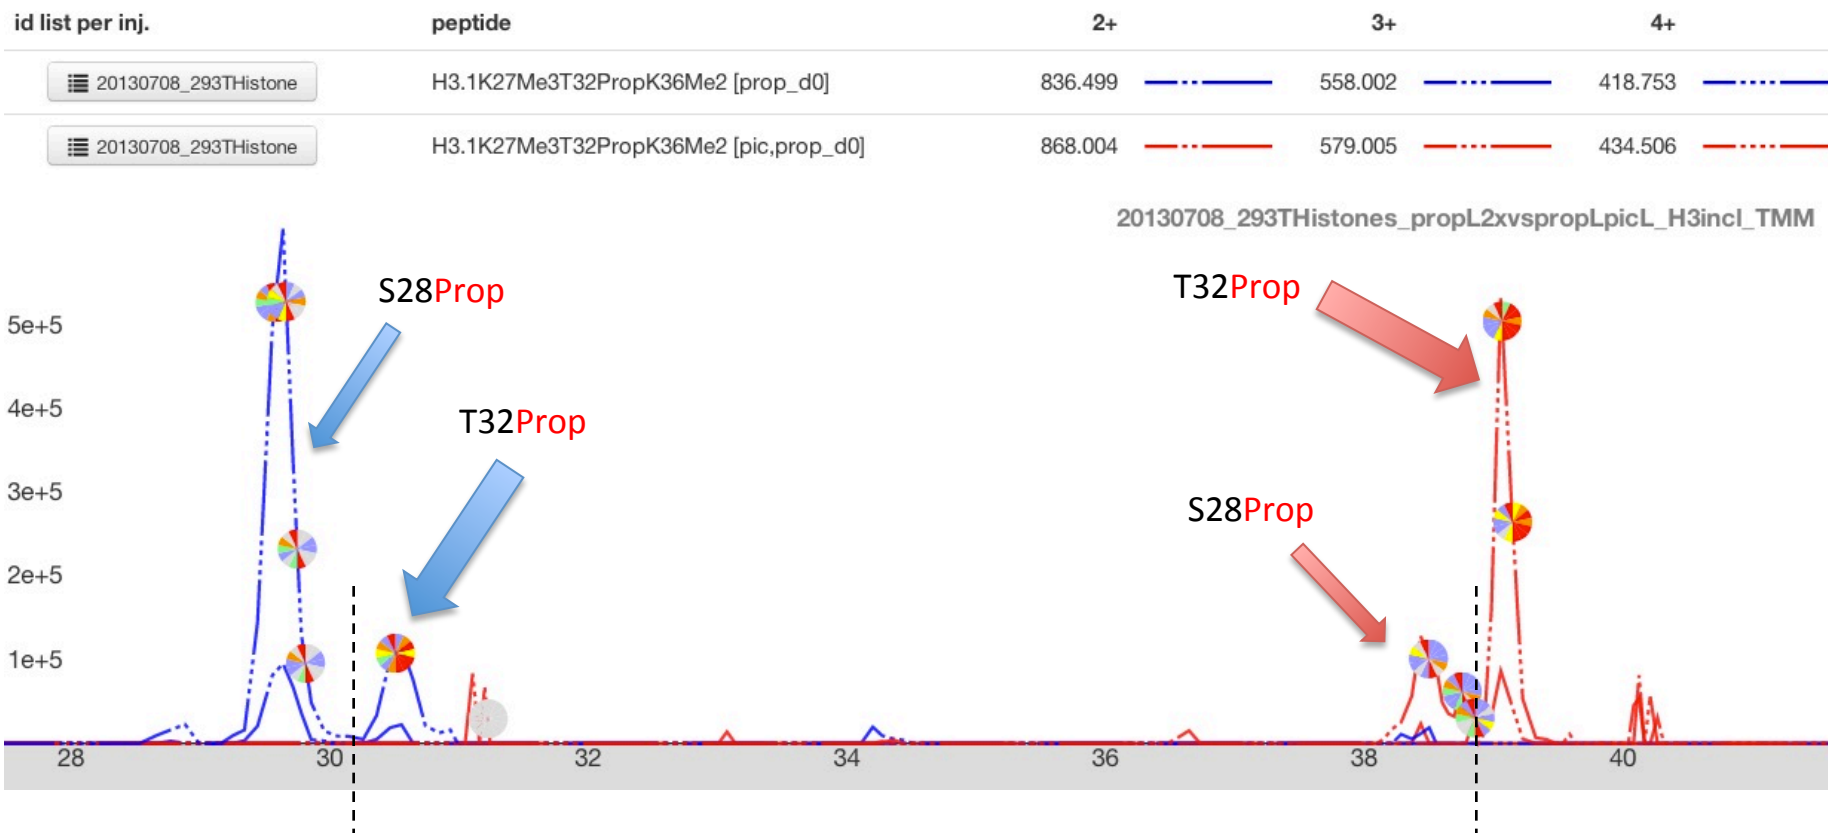 id list per inj. peptide 2+ 3+ 4+
20130708_293THistone H3.1K27Me3T32PropK36Me2 [prop_d0] 836.499 558.002 418.753
20130708_293THistone H3.1K27Me3T32PropK36Me2 [pic,prop_d0] 868.004 579.005 434.506
20130708_293THistones_propL2xvspropLpicL_H3incl_TMM
S28Prop
T32Prop
T32Prop
S28Prop
5e+5
4e+5
3e+5
2e+5
1e+5
28 30 32 34 36 38 40